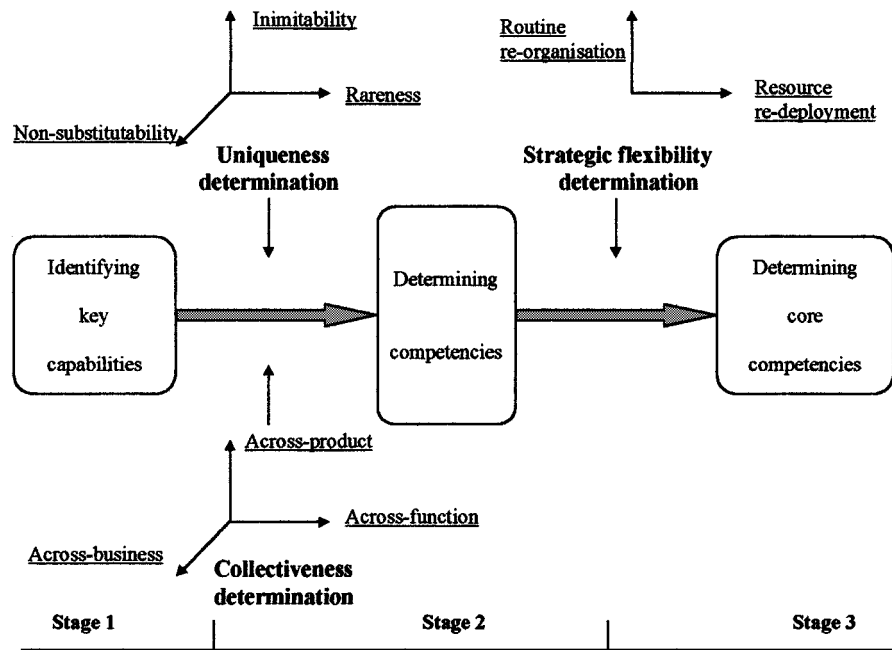 Inimitability
Rareness
Non-substitutability
Routine
re-organisation
Resource
re-deployment
Uniqueness
determination
Strategic flexibility
determination
Identifying
key
capabilities
Determining
competencies
Determining
core
competencies
Across-product
Across-function
Across-business
Collectiveness
determination
Stage 1
Stage 2
Stage 3